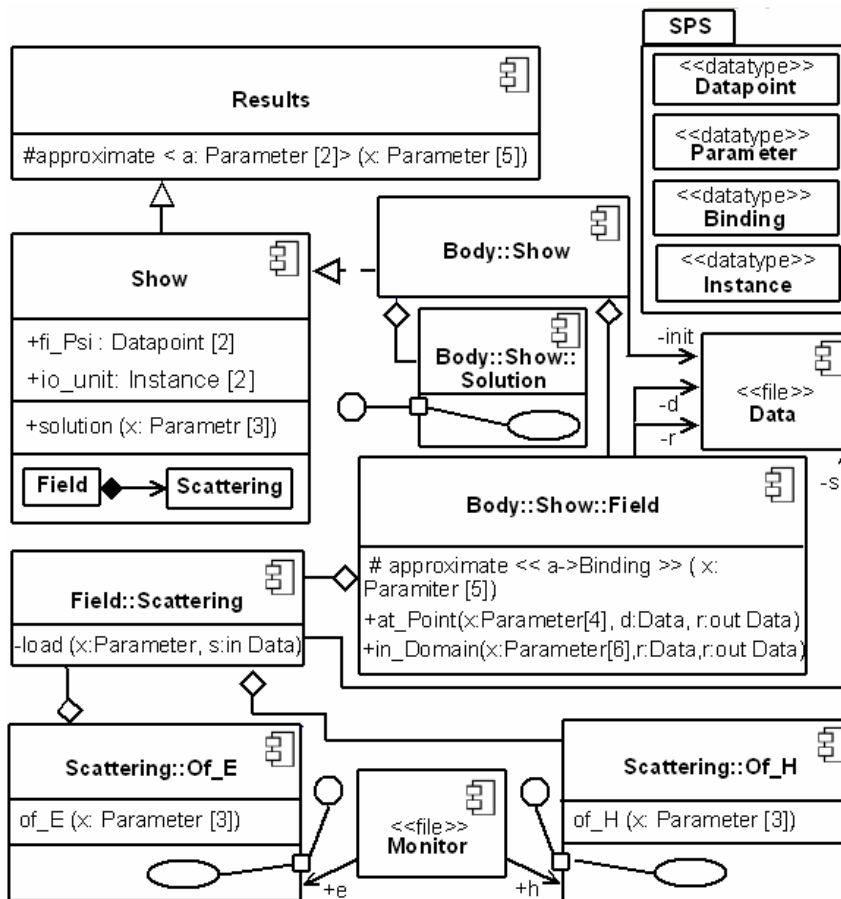 SPS
<<datatype>>
Datapoint
<<datatype>>
Parameter
<<datatype>>
Binding
<<datatype>>
Instance
Results
#approximate < a: Parameter [2]> (x: Parameter [5])
Show
+fi_Psi : Datapoint [2]
+io_unit: Instance [2]
+solution (x: Parametr [3])
Field
Scattering
Body::Show
Body::Show::
Solution
-init
-d
-r
<<file>>
Data
-s
Body::Show::Field
# approximate << a->Binding >> ( x:
Paramiter [5])
+at_Point(x:Parameter[4], d:Data, r:out Data)
+in_Domain(x:Parameter[6],r:Data,r:out Data)
Field::Scattering
-load (x:Parameter, s:in Data)
Scattering::Of_E
of_E (x: Parameter [3])
<<file>>
Monitor
+e
+h
Scattering::Of_H
of_H (x: Parameter [3])